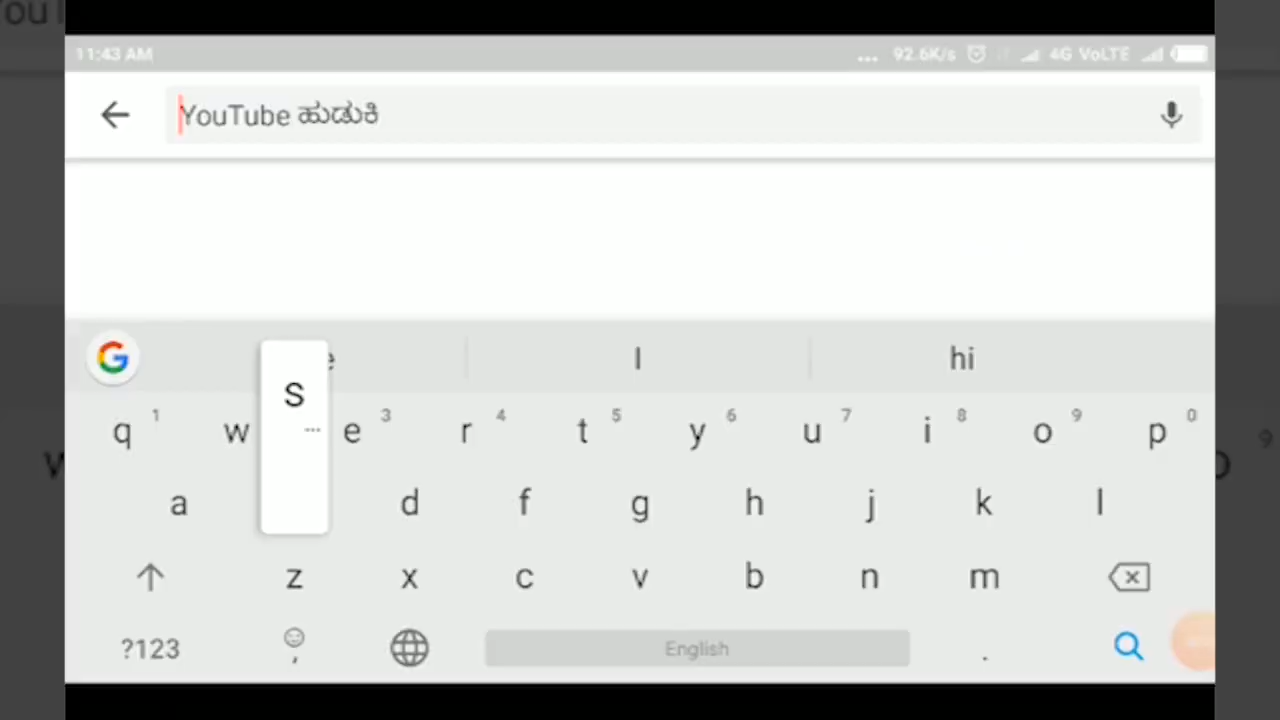 11:43 AM ... 92.6K/s 4G VoLTE
YouTube ಹುಡುಕಿ
G I hi
q 1 w e 3 r 4 t 5 y 6 u 7 i 8 o 9 p 0
S
a d f g h j k l
z x c v b n m
?123 , English .